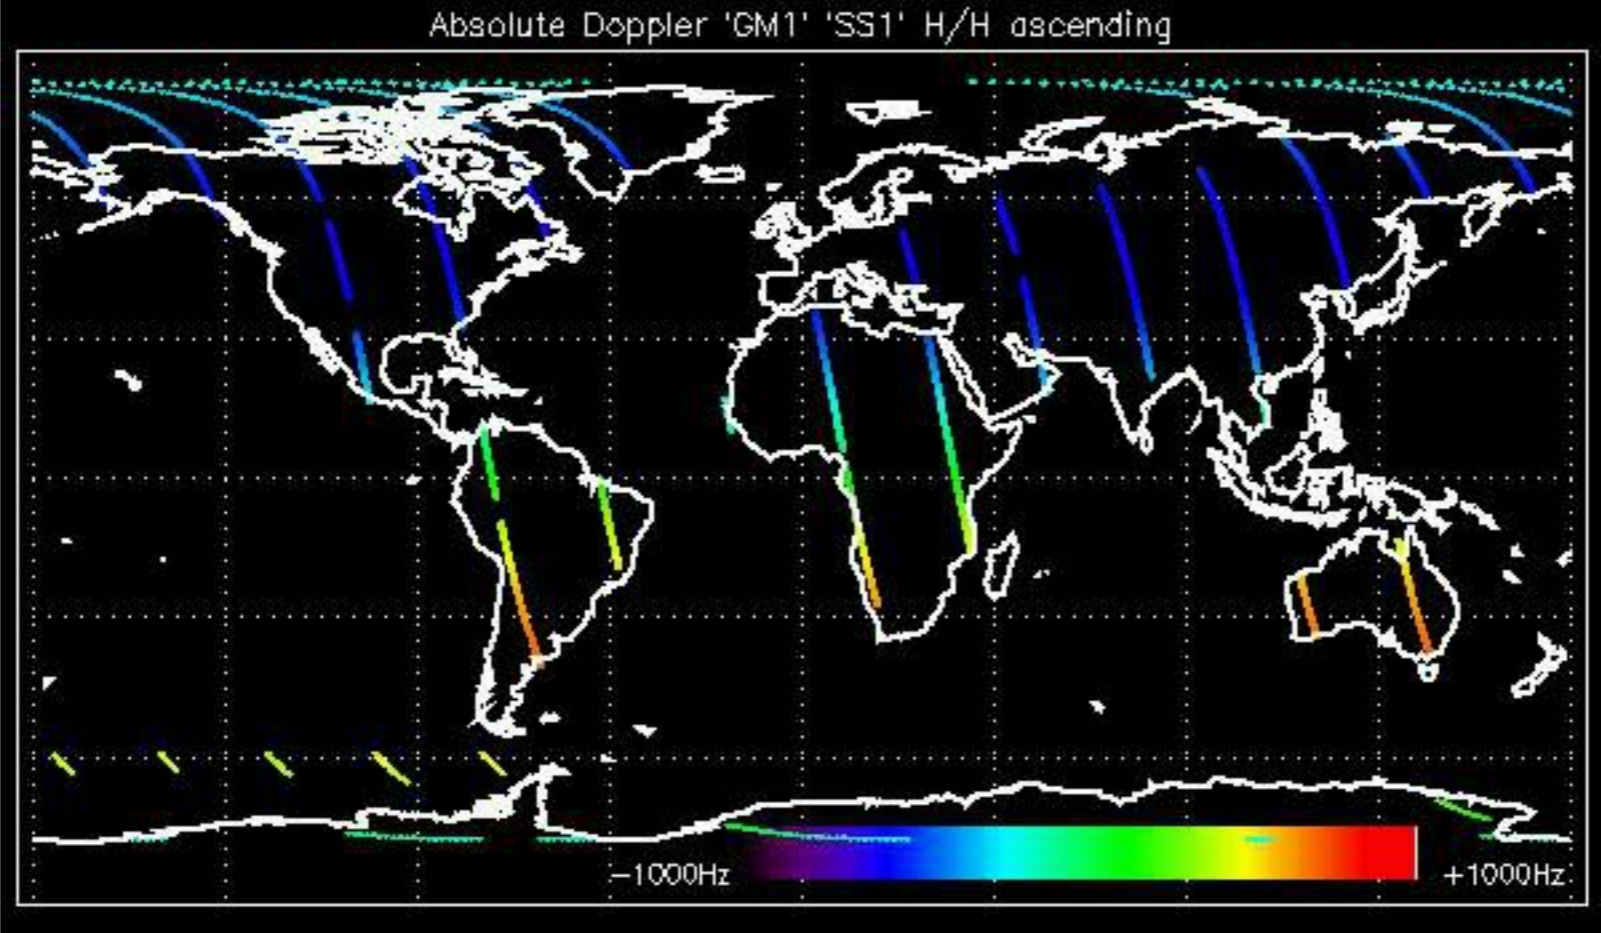 Absolute Doppler 'GM1' 'SS1' H/H ascending
-1000Hz +1000Hz